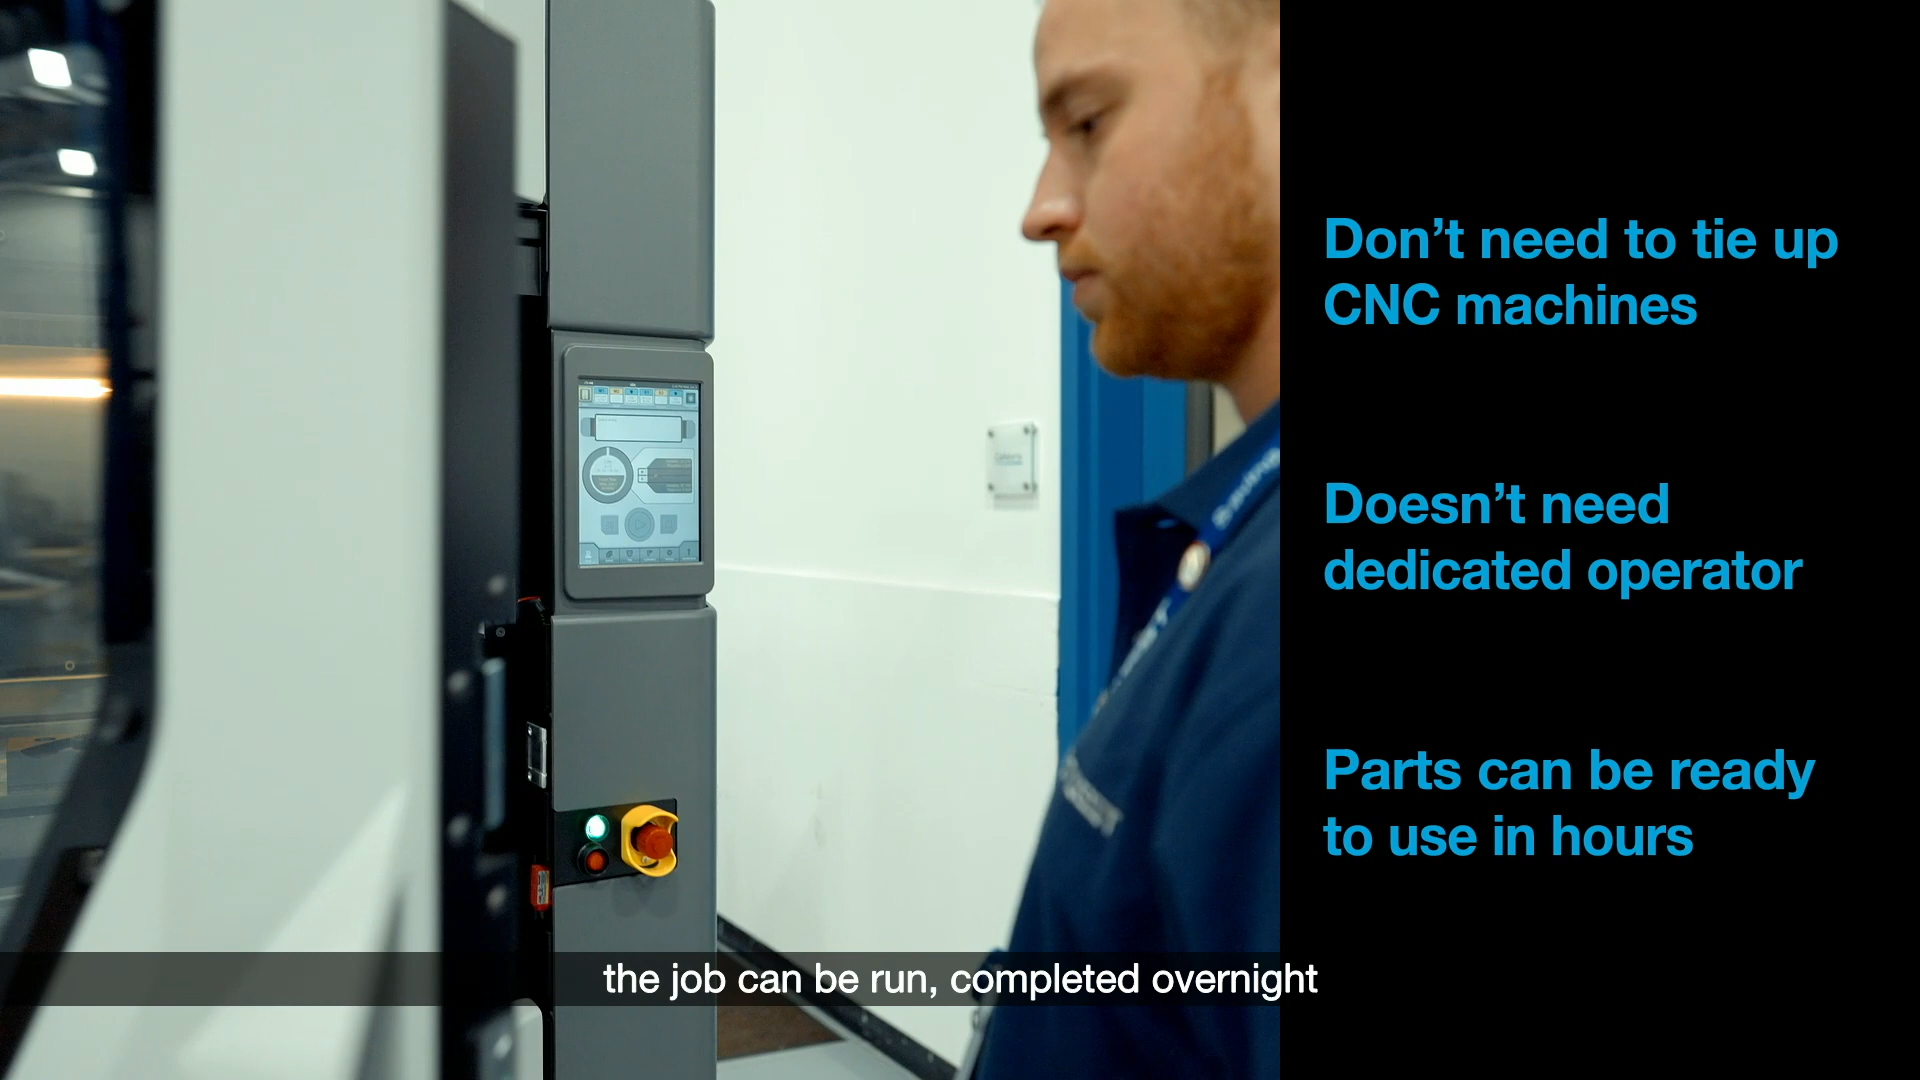 Don’t need to tie up
CNC machines
Doesn’t need
dedicated operator
Parts can be ready
to use in hours
the job can be run, completed overnight